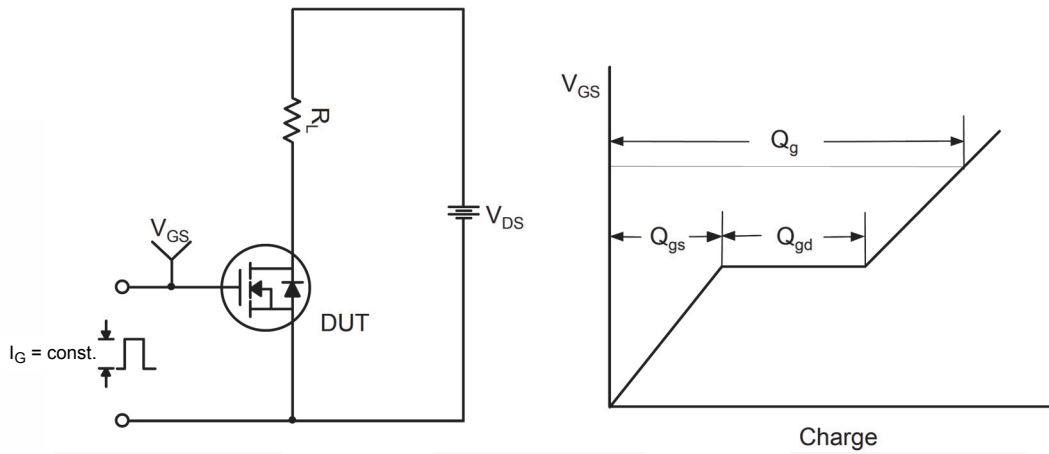 R_L
V_GS
V_DS
DUT
I_G = const.
V_GS
Q_g
Q_gs
Q_gd
Charge